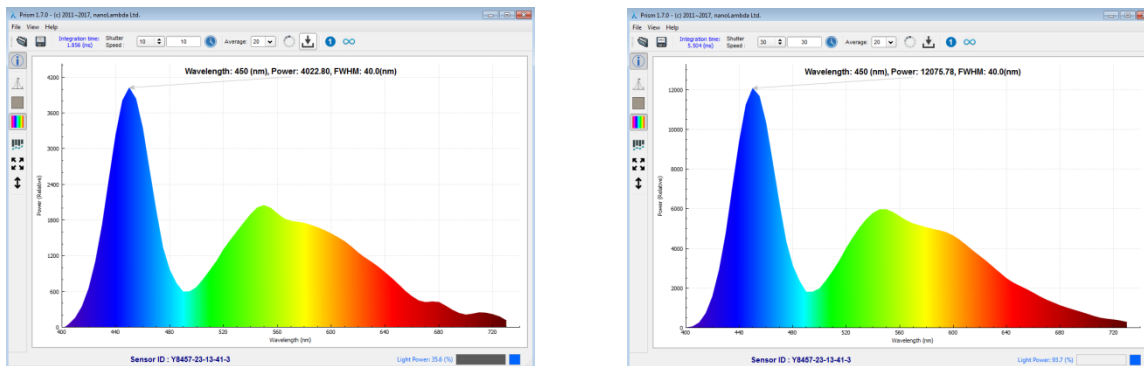 Prism 1.7.0 - (c) 2011~2017, nanoLambda Ltd.
File View Help
Integration time: 1.856 (ms) Shutter Speed : 10 10 Average: 20 1
Wavelength: 450 (nm), Power: 4022.80, FWHM: 40.0(nm)
Power (Relative)
4200
3600
3000
2400
1800
1200
600
0
400 440 480 520 560 600 640 680 720
Wavelength (nm)
Sensor ID : Y8457-23-13-41-3 Light Power: 35.6 (%)
Prism 1.7.0 - (c) 2011~2017, nanoLambda Ltd.
File View Help
Integration time: 5.504 (ms) Shutter Speed : 30 30 Average: 20 1
Wavelength: 450 (nm), Power: 12075.78, FWHM: 40.0(nm)
Power (Relative)
12000
10000
8000
6000
4000
2000
0
400 440 480 520 560 600 640 680 720
Wavelength (nm)
Sensor ID : Y8457-23-13-41-3 Light Power: 93.7 (%)